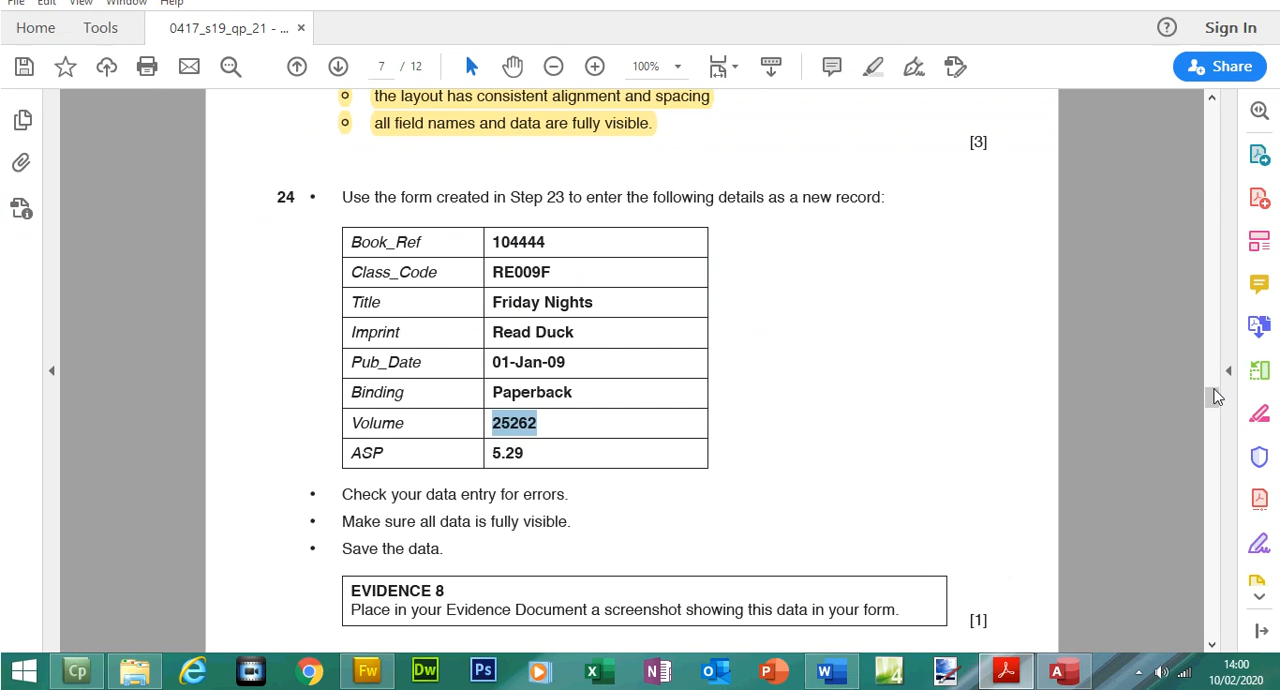 File Edit View Window Help
Home Tools 0417_s19_qp_21 - ... × ? Sign In
7 / 12 100% Share
the layout has consistent alignment and spacing
all field names and data are fully visible.
[3]
24 • Use the form created in Step 23 to enter the following details as a new record:
Book_Ref 104444
Class_Code RE009F
Title Friday Nights
Imprint Read Duck
Pub_Date 01-Jan-09
Binding Paperback
Volume 25262
ASP 5.29
• Check your data entry for errors.
• Make sure all data is fully visible.
• Save the data.
EVIDENCE 8
Place in your Evidence Document a screenshot showing this data in your form.
[1]
Cp Fw Dw Ps X N O P W 4 A
14:00
10/02/2020